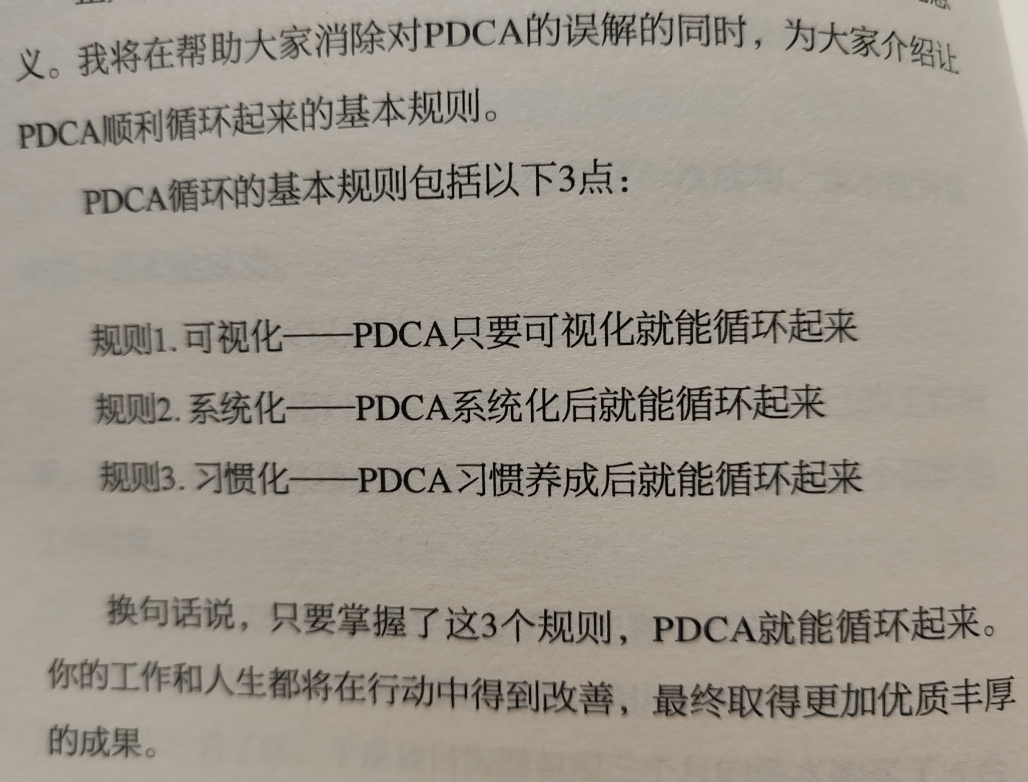 义。我将在帮助大家消除对PDCA的误解的同时，为大家介绍让
PDCA顺利循环起来的基本规则。
PDCA循环的基本规则包括以下3点：
规则1. 可视化——PDCA只要可视化就能循环起来
规则2. 系统化——PDCA系统化后就能循环起来
规则3. 习惯化——PDCA习惯养成后就能循环起来
换句话说，只要掌握了这3个规则，PDCA就能循环起来。
你的工作和人生都将在行动中得到改善，最终取得更加优质丰厚
的成果。